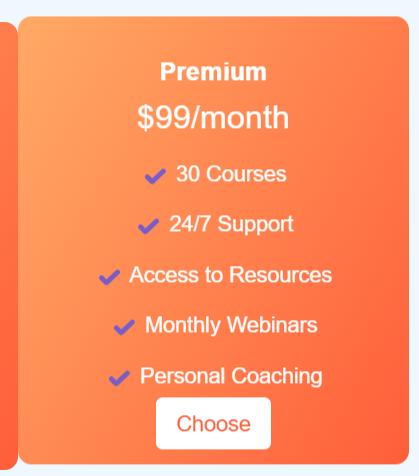 Premium
$99/month
30 Courses
24/7 Support
Access to Resources
Monthly Webinars
Personal Coaching
Choose